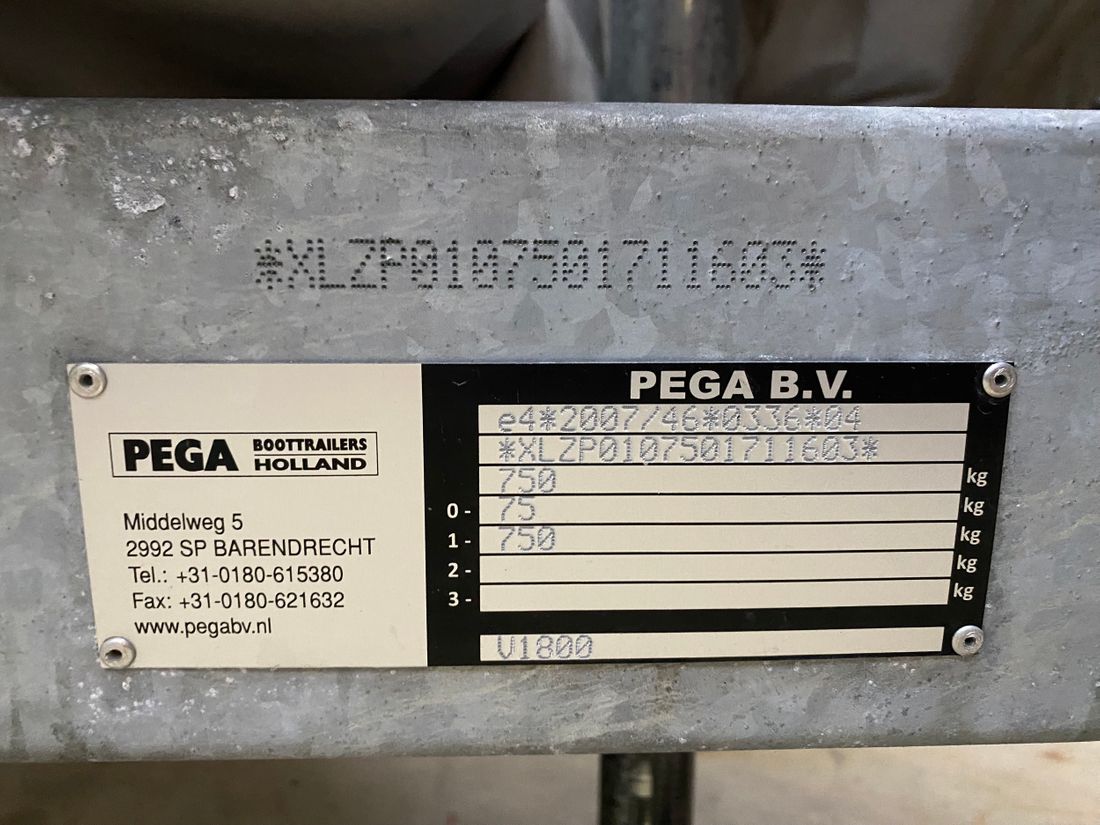 *XLZP0107501711603*
PEGA BOOTTRAILERS
HOLLAND
Middelweg 5
2992 SP BARENDRECHT
Tel.: +31-0180-615380
Fax: +31-0180-621632
www.pegabv.nl
PEGA B.V.
e4*2007/46*0336*04
*XLZP0107501711603*
750 kg
0- 75 kg
1- 750 kg
2- kg
3- kg
V1800